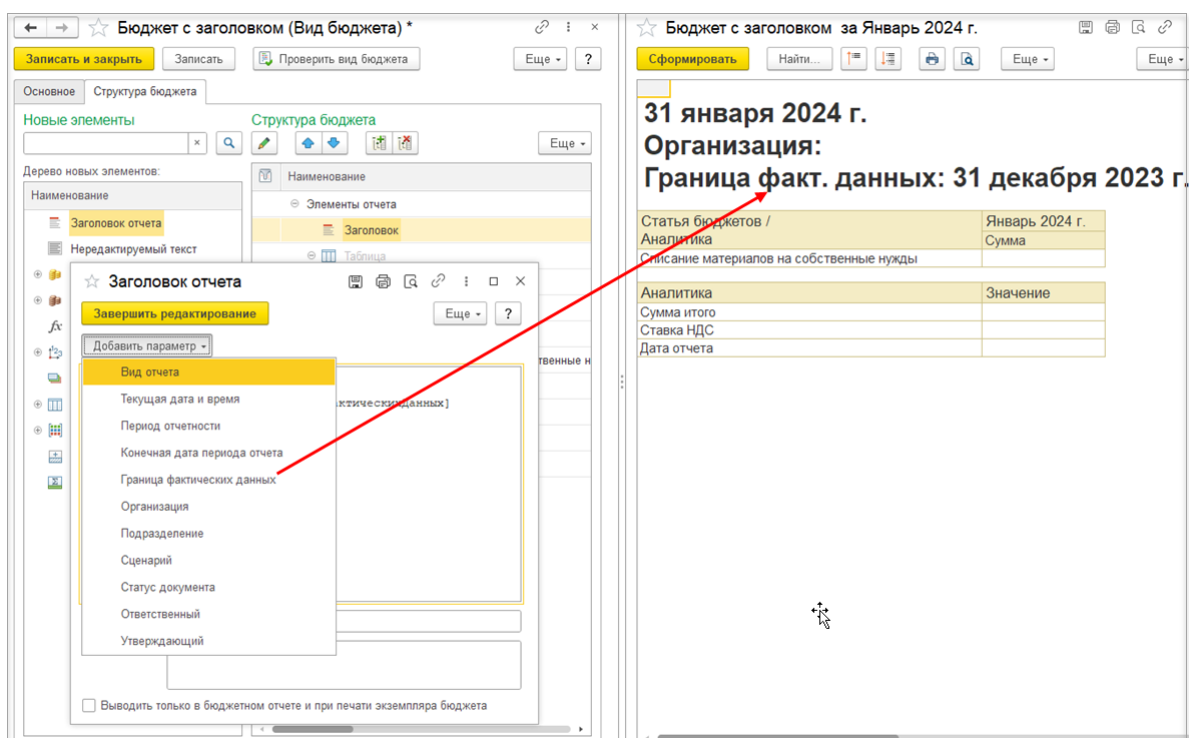 Бюджет с заголовком (Вид бюджета) *
Записать и закрыть Записать Проверить вид бюджета Еще ?
Основное Структура бюджета
Новые элементы
Структура бюджета
Еще
Дерево новых элементов:
Наименование
Наименование
Заголовок отчета
Нередактируемый текст
Элементы отчета
Заголовок
Таблица
Заголовок отчета
Завершить редактирование Еще ?
Добавить параметр
твенные н
ктическихданных]
Вид отчета
Текущая дата и время
Период отчетности
Конечная дата периода отчета
Граница фактических данных
Организация
Подразделение
Сценарий
Статус документа
Ответственный
Утверждающий
Выводить только в бюджетном отчете и при печати экземпляра бюджета
Бюджет с заголовком за Январь 2024 г.
Сформировать Найти... Еще Еще
31 января 2024 г.
Организация:
Граница факт. данных: 31 декабря 2023 г.
Статья бюджетов / Январь 2024 г.
Аналитика Сумма
Списание материалов на собственные нужды
Аналитика Значение
Сумма итого
Ставка НДС
Дата отчета